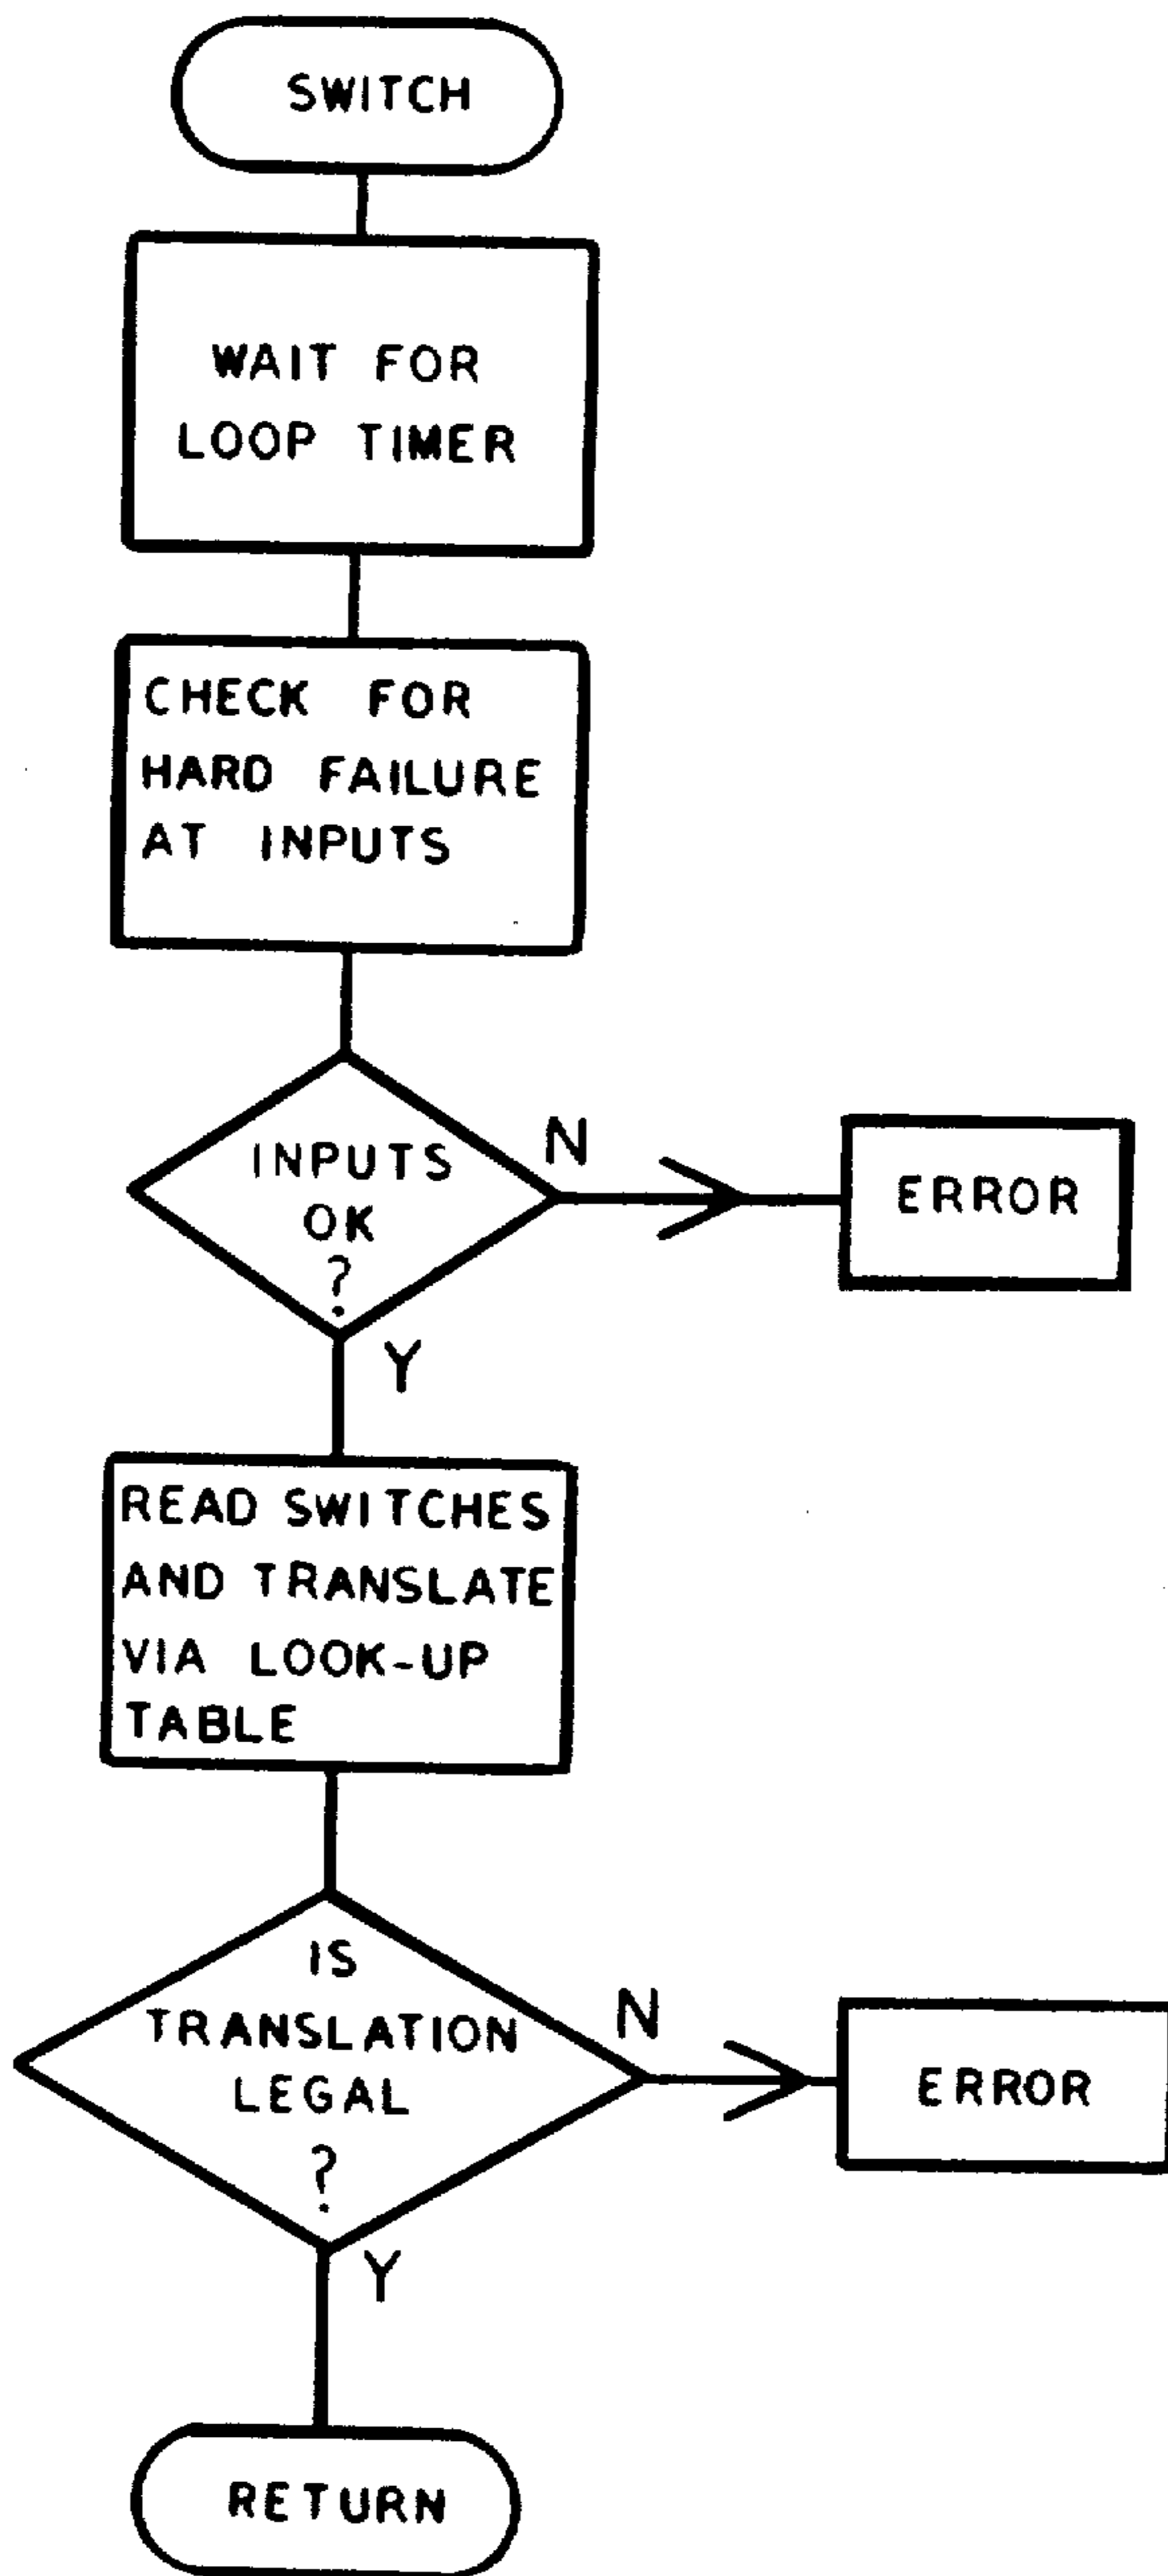 SWITCH
WAIT FOR
LOOP TIMER
CHECK FOR
HARD FAILURE
AT INPUTS
INPUTS
OK
?
N
ERROR
Y
READ SWITCHES
AND TRANSLATE
VIA LOOK-UP
TABLE
IS
TRANSLATION
LEGAL
?
N
ERROR
Y
RETURN